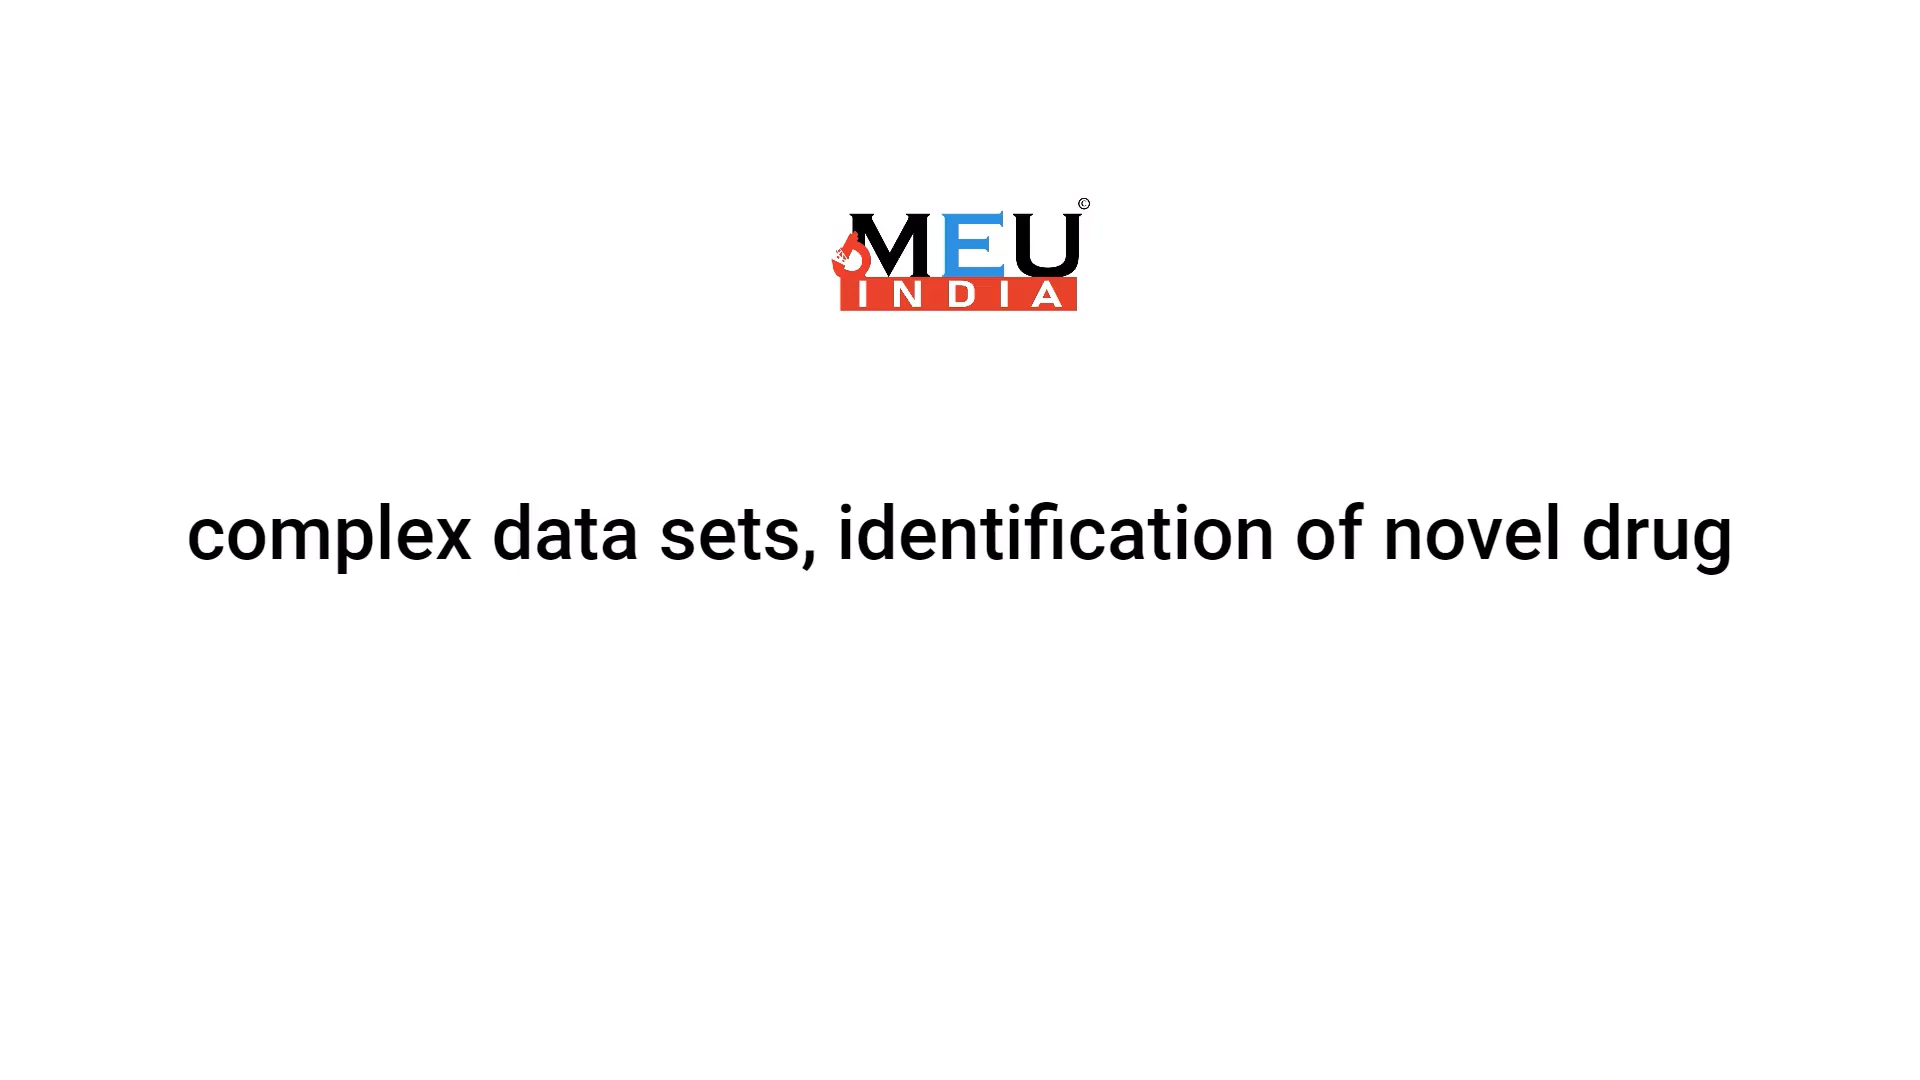 MEU©
INDIA
complex data sets, identification of novel drug